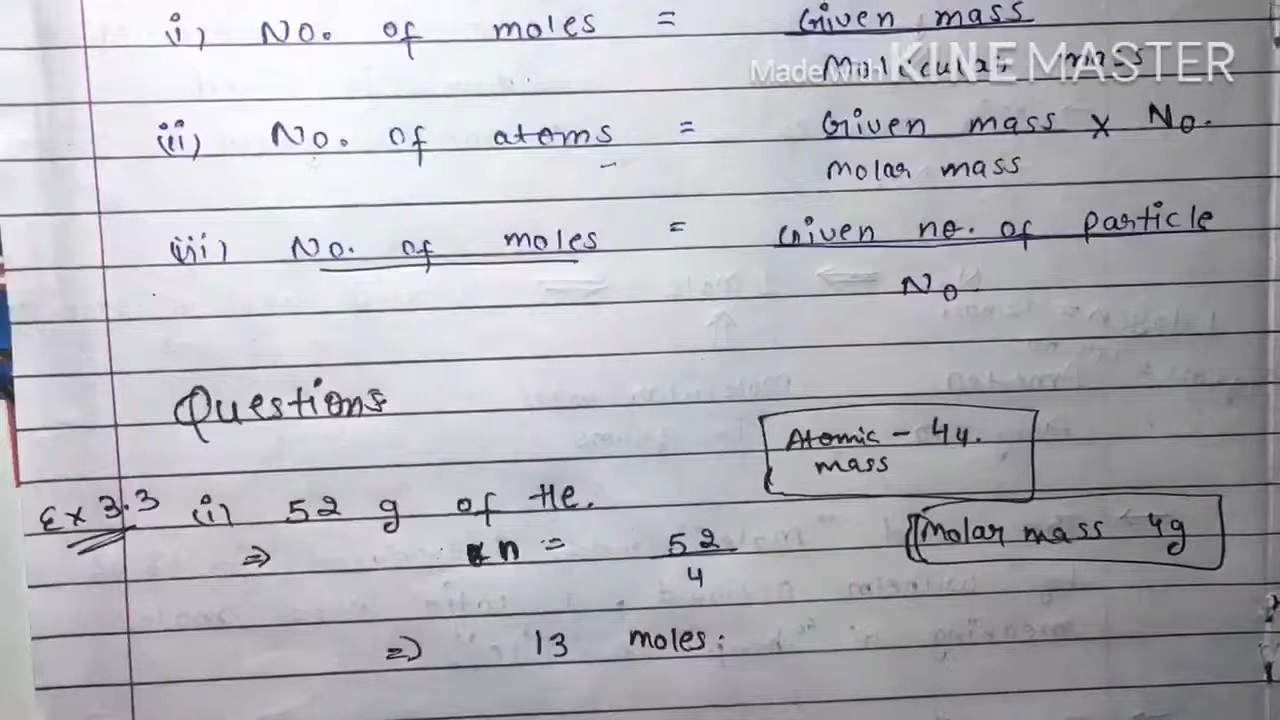 (i) No. of moles = Given mass
Molecular mass
Made with KINEMASTER
(ii) No. of atoms = Given mass x No.
molar mass
(iii) No. of moles = Given no. of particle
No
Questions
Atomic - 4u.
mass
Ex 3.3 (i) 52 g of He.
Molar mass 4g
=> n = 52
4
=> 13 moles.